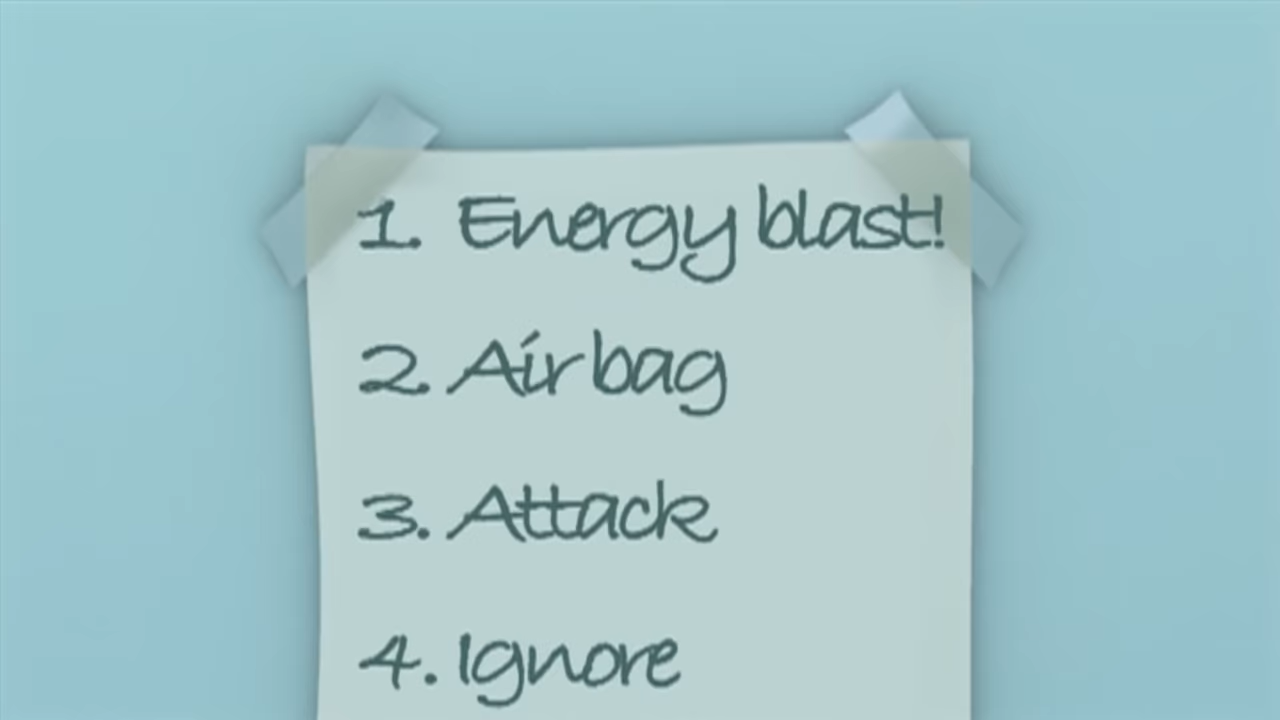 1. Energy blast!
2. Airbag
3. Attack
4. Ignore